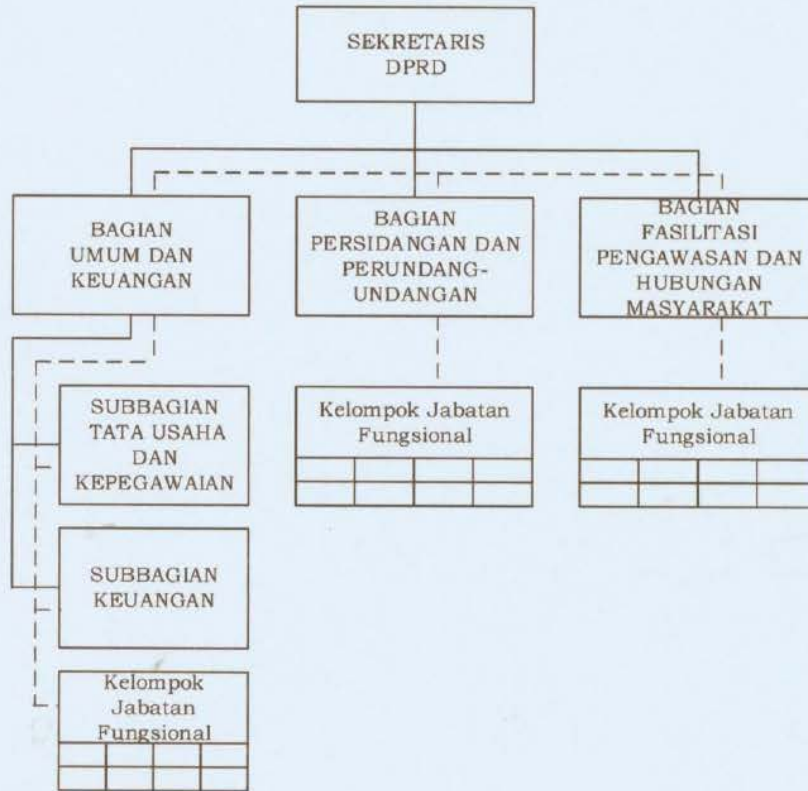 SEKRETARIS
DPRD
BAGIAN
UMUM DAN
KEUANGAN
BAGIAN
PERSIDANGAN DAN
PERUNDANG-
UNDANGAN
BAGIAN
FASILITASI
PENGAWASAN DAN
HUBUNGAN
MASYARAKAT
SUBBAGIAN
TATA USAHA
DAN
KEPEGAWAIAN
Kelompok Jabatan
Fungsional
Kelompok Jabatan
Fungsional
SUBBAGIAN
KEUANGAN
Kelompok
Jabatan
Fungsional